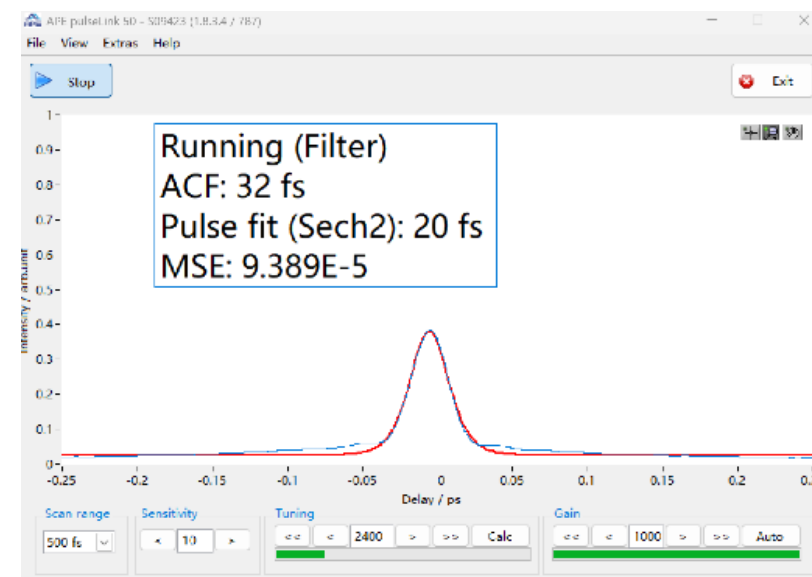 APE pulseLink 50 - S09423 (1.8.3.4 / 787)
File View Extras Help
Stop
Exit
Running (Filter)
ACF: 32 fs
Pulse fit (Sech2): 20 fs
MSE: 9.389E-5
Intensity / arb.unit
1
0.9
0.8
0.7
0.6
0.5
0.4
0.3
0.2
0.1
0
-0.25 -0.2 -0.15 -0.1 -0.05 0 0.05 0.1 0.15 0.2
Delay / ps
Scan range Sensitivity Tuning Gain
500 fs < 10 > << < 2400 > >> Calc << < 1000 > >> Auto